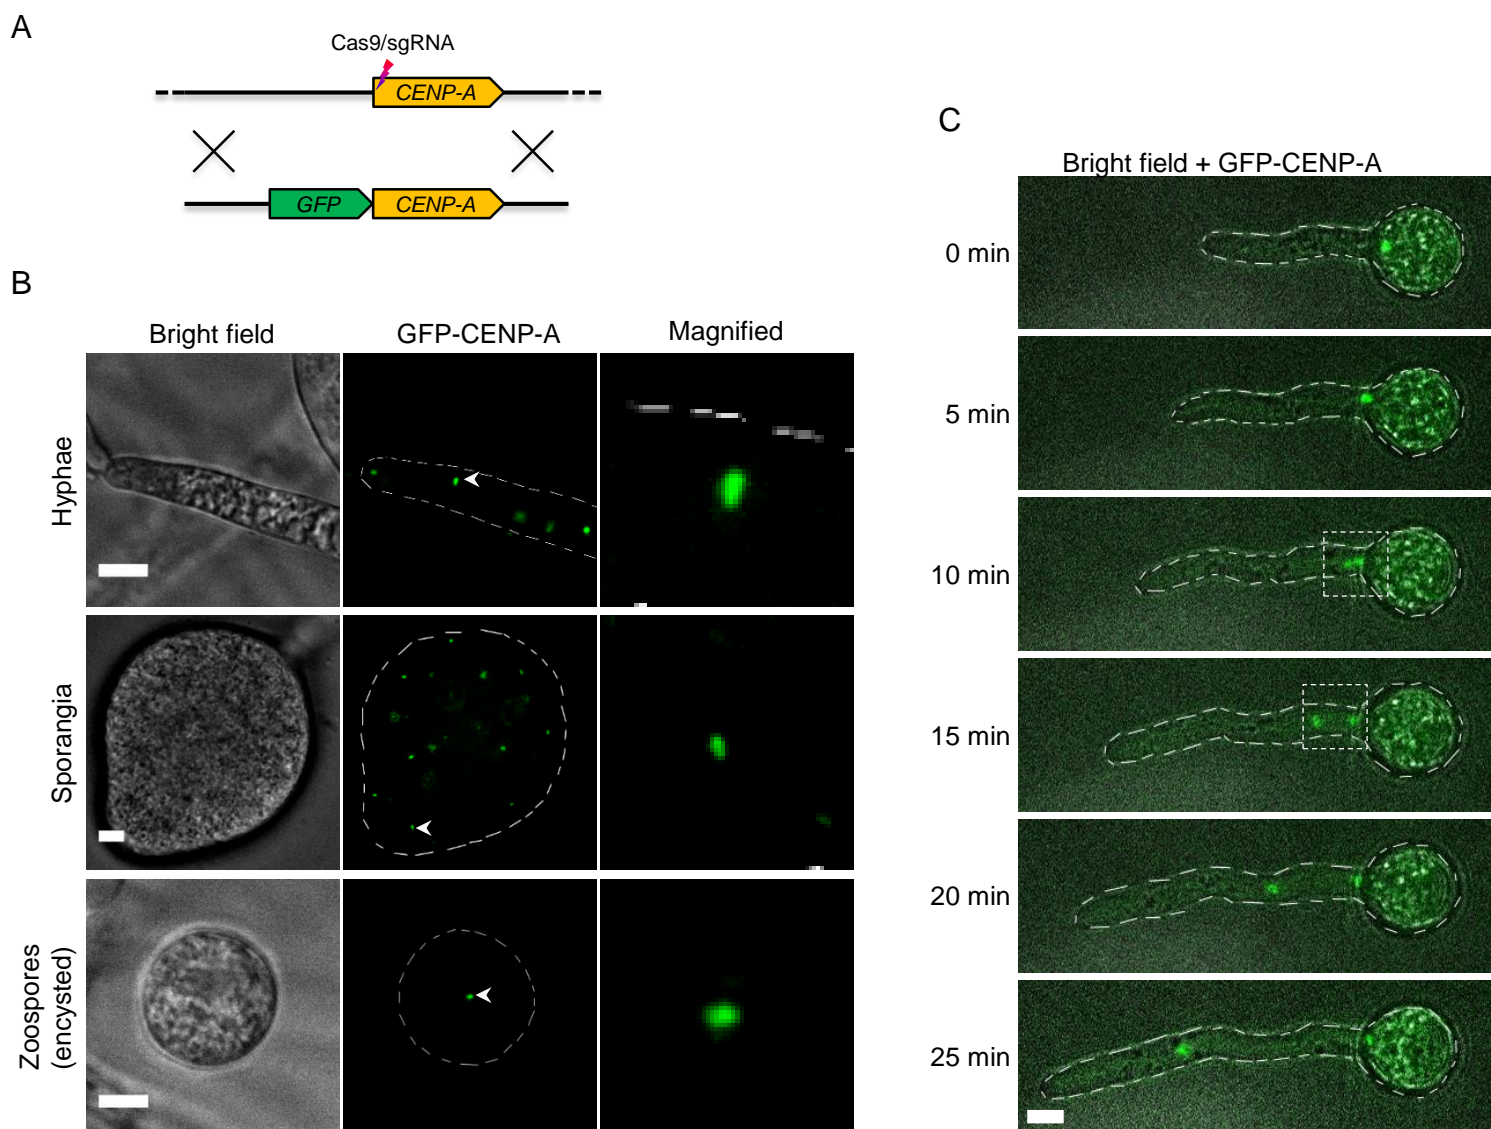 A
Cas9/sgRNA
CENP-A
GFP
CENP-A
B
Bright field
GFP-CENP-A
Magnified
Hyphae
Sporangia
Zoospores
(encysted)
C
Bright field + GFP-CENP-A
0 min
5 min
10 min
15 min
20 min
25 min